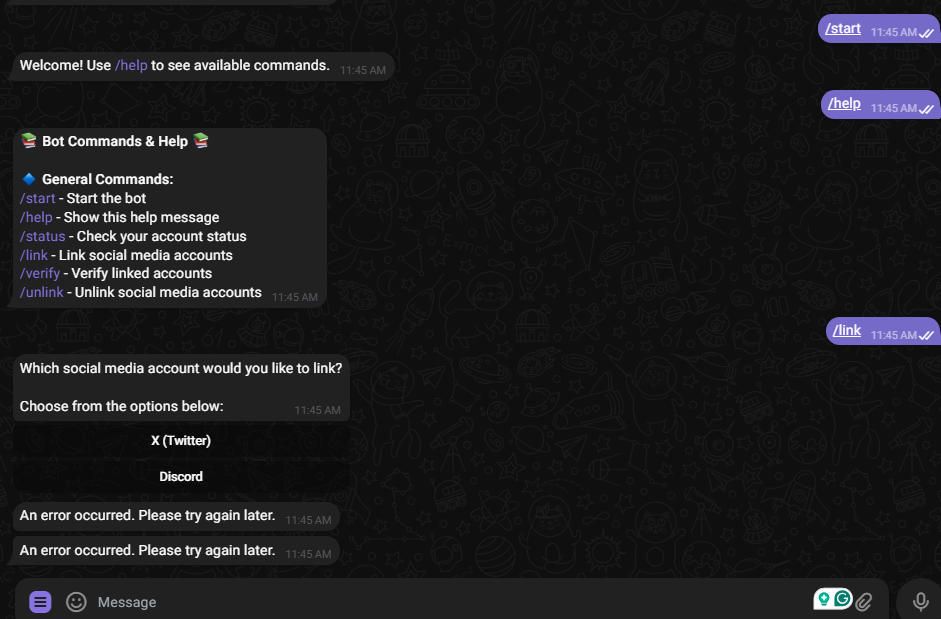 /start 11:45 AM
Welcome! Use /help to see available commands. 11:45 AM
/help 11:45 AM
📚 Bot Commands & Help 📚
🔷 General Commands:
/start - Start the bot
/help - Show this help message
/status - Check your account status
/link - Link social media accounts
/verify - Verify linked accounts
/unlink - Unlink social media accounts 11:45 AM
/link 11:45 AM
Which social media account would you like to link?
Choose from the options below: 11:45 AM
X (Twitter)
Discord
An error occurred. Please try again later. 11:45 AM
An error occurred. Please try again later. 11:45 AM
Message